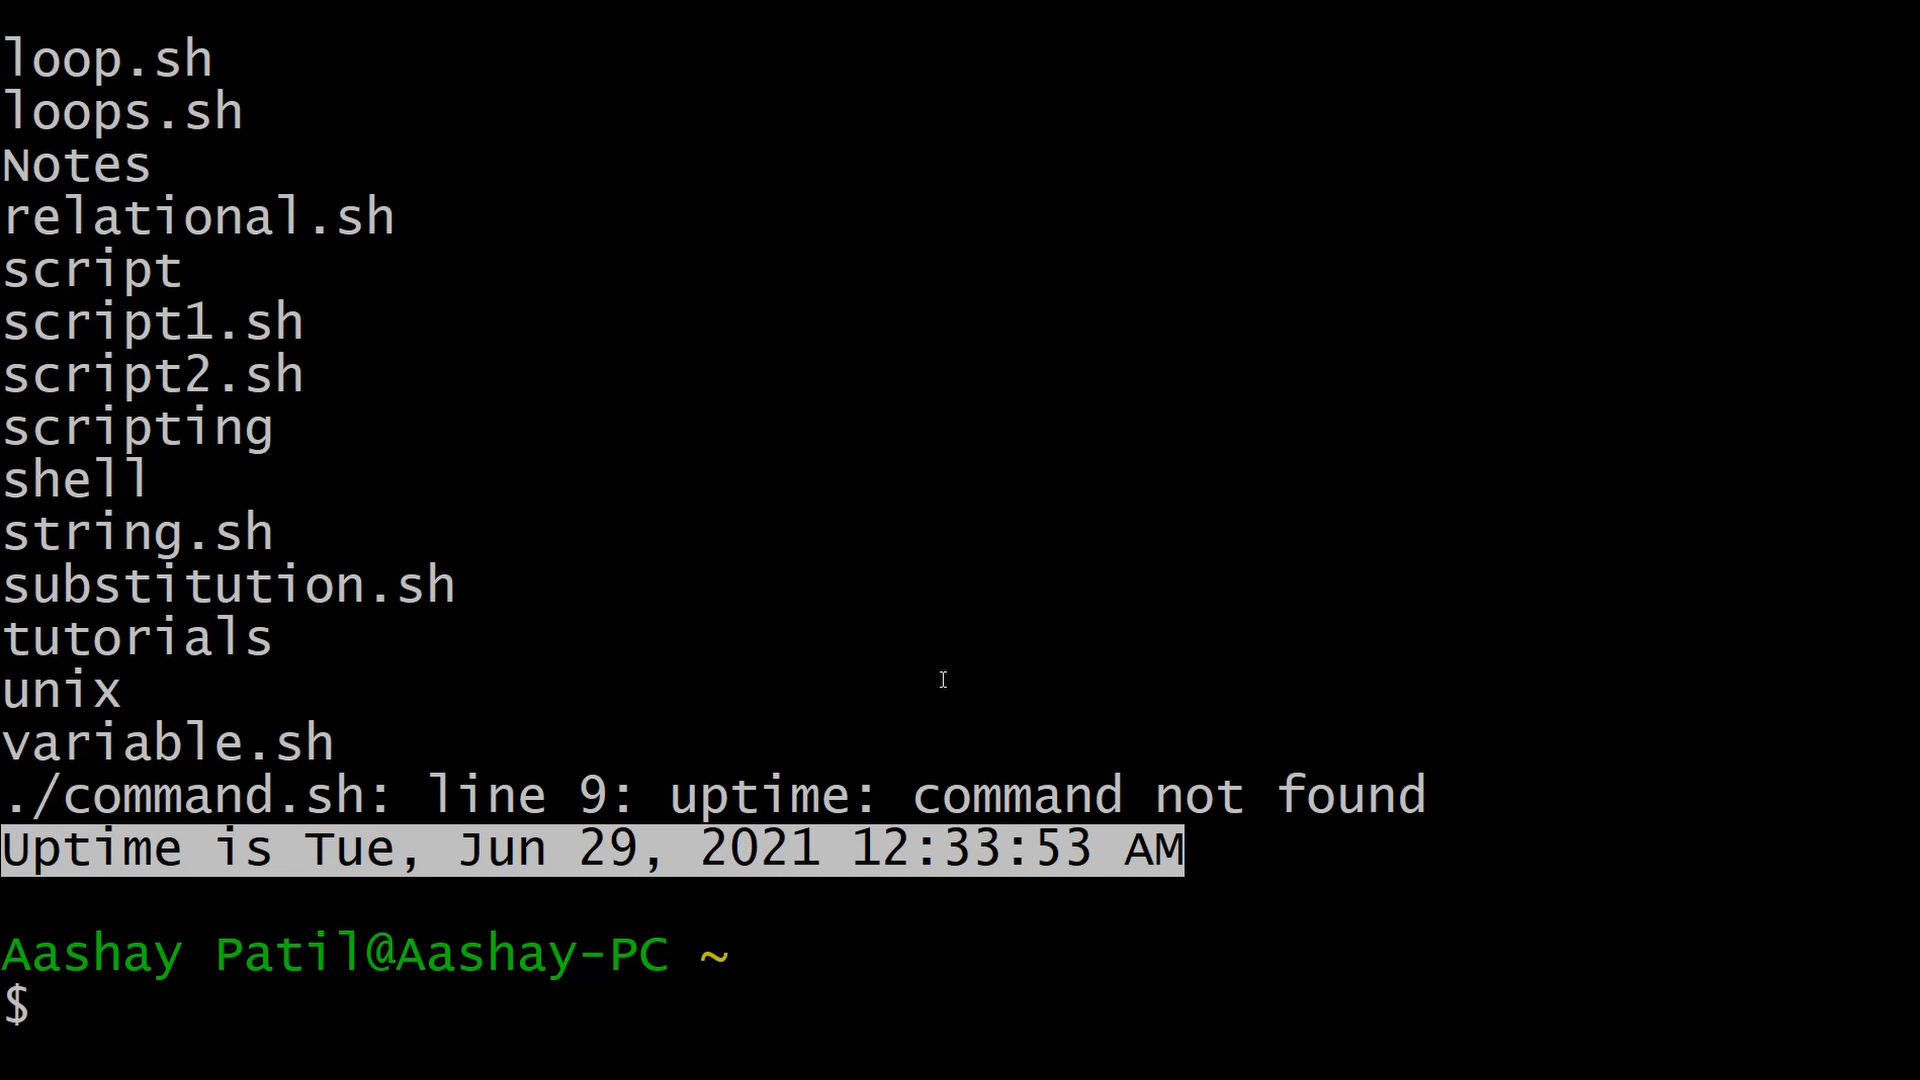 loop.sh
loops.sh
Notes
relational.sh
script
script1.sh
script2.sh
scripting
shell
string.sh
substitution.sh
tutorials
unix
variable.sh
./command.sh: line 9: uptime: command not found
Uptime is Tue, Jun 29, 2021 12:33:53 AM
Aashay Patil@Aashay-PC ~
$